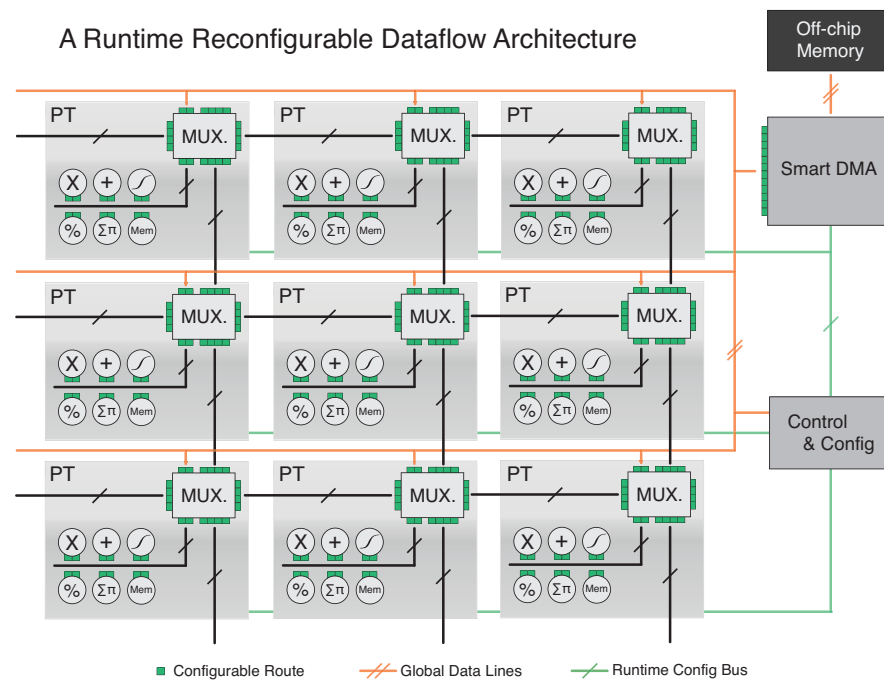 A Runtime Reconfigurable Dataflow Architecture
Off-chip
Memory
PT
MUX.
X
+
%
Σπ
Mem
PT
MUX.
X
+
%
Σπ
Mem
PT
MUX.
X
+
%
Σπ
Mem
Smart DMA
PT
MUX.
X
+
%
Σπ
Mem
PT
MUX.
X
+
%
Σπ
Mem
PT
MUX.
X
+
%
Σπ
Mem
Control
& Config
PT
MUX.
X
+
%
Σπ
Mem
PT
MUX.
X
+
%
Σπ
Mem
PT
MUX.
X
+
%
Σπ
Mem
Configurable Route
Global Data Lines
Runtime Config Bus